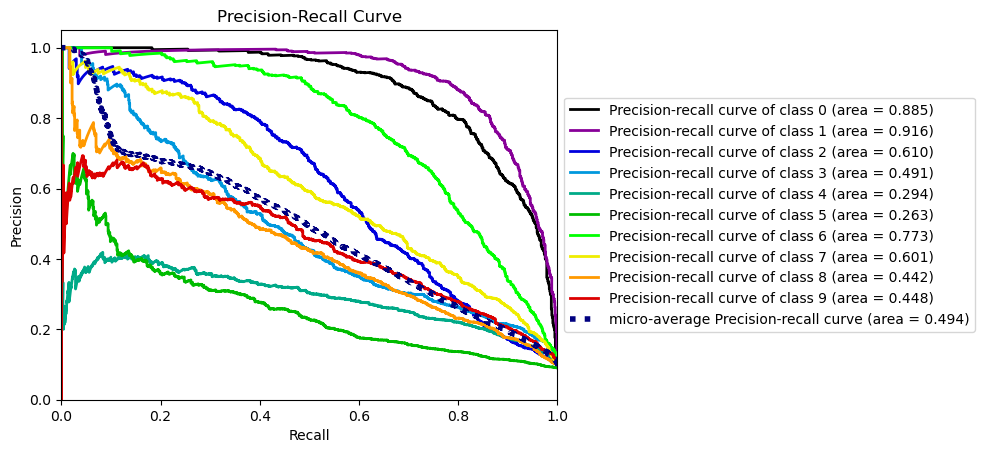 Precision-Recall Curve
1.0
0.8
0.6
0.4
0.2
0.0
Precision
0.0 0.2 0.4 0.6 0.8 1.0
Recall
Precision-recall curve of class 0 (area = 0.885)
Precision-recall curve of class 1 (area = 0.916)
Precision-recall curve of class 2 (area = 0.610)
Precision-recall curve of class 3 (area = 0.491)
Precision-recall curve of class 4 (area = 0.294)
Precision-recall curve of class 5 (area = 0.263)
Precision-recall curve of class 6 (area = 0.773)
Precision-recall curve of class 7 (area = 0.601)
Precision-recall curve of class 8 (area = 0.442)
Precision-recall curve of class 9 (area = 0.448)
micro-average Precision-recall curve (area = 0.494)